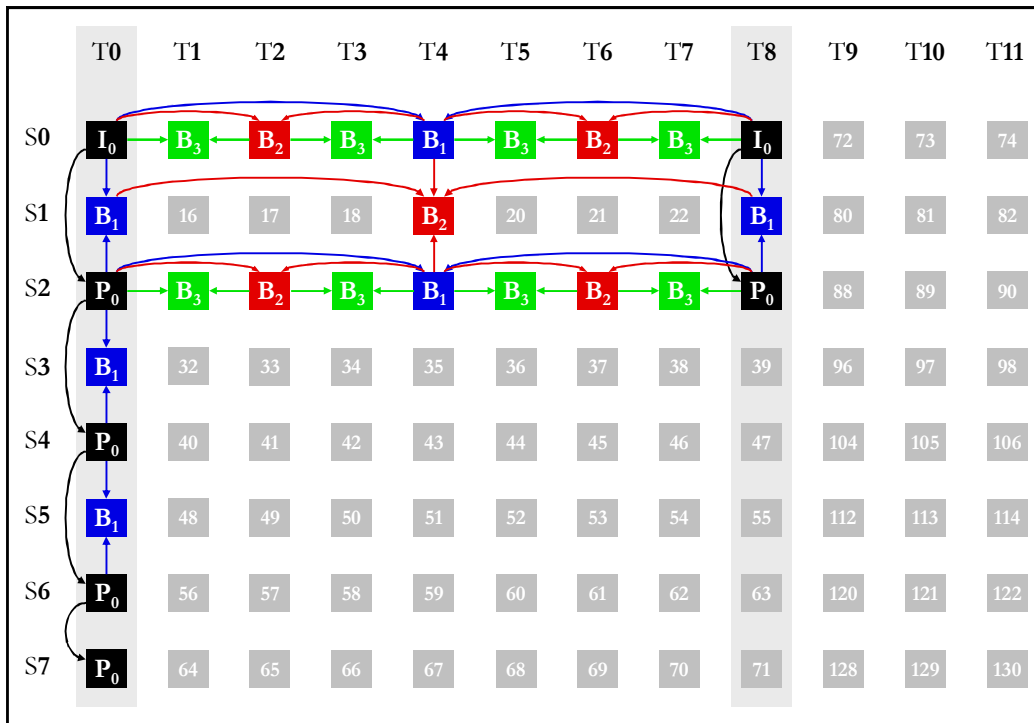 T0 T1 T2 T3 T4 T5 T6 T7 T8 T9 T10 T11
S0 I0 B3 B2 B3 B1 B3 B2 B3 I0 72 73 74
S1 B1 16 17 18 B2 20 21 22 B1 80 81 82
S2 P0 B3 B2 B3 B1 B3 B2 B3 P0 88 89 90
S3 B1 32 33 34 35 36 37 38 39 96 97 98
S4 P0 40 41 42 43 44 45 46 47 104 105 106
S5 B1 48 49 50 51 52 53 54 55 112 113 114
S6 P0 56 57 58 59 60 61 62 63 120 121 122
S7 P0 64 65 66 67 68 69 70 71 128 129 130